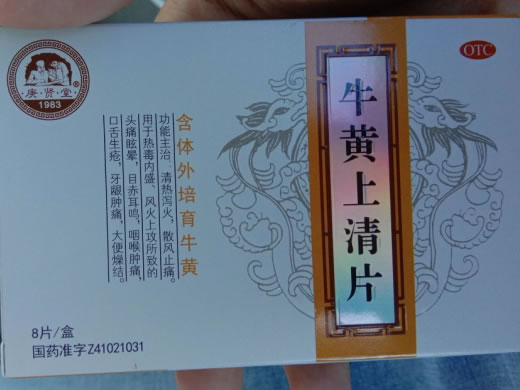 庚贤堂
®
1983
OTC
牛黄上清片
含体外培育牛黄
功能主治：清热泻火，散风止痛。
用于热毒内盛、风火上攻所致的
头痛眩晕，目赤耳鸣，咽喉肿痛，
口舌生疮，牙龈肿痛，大便燥结。
8片/盒
国药准字Z41021031